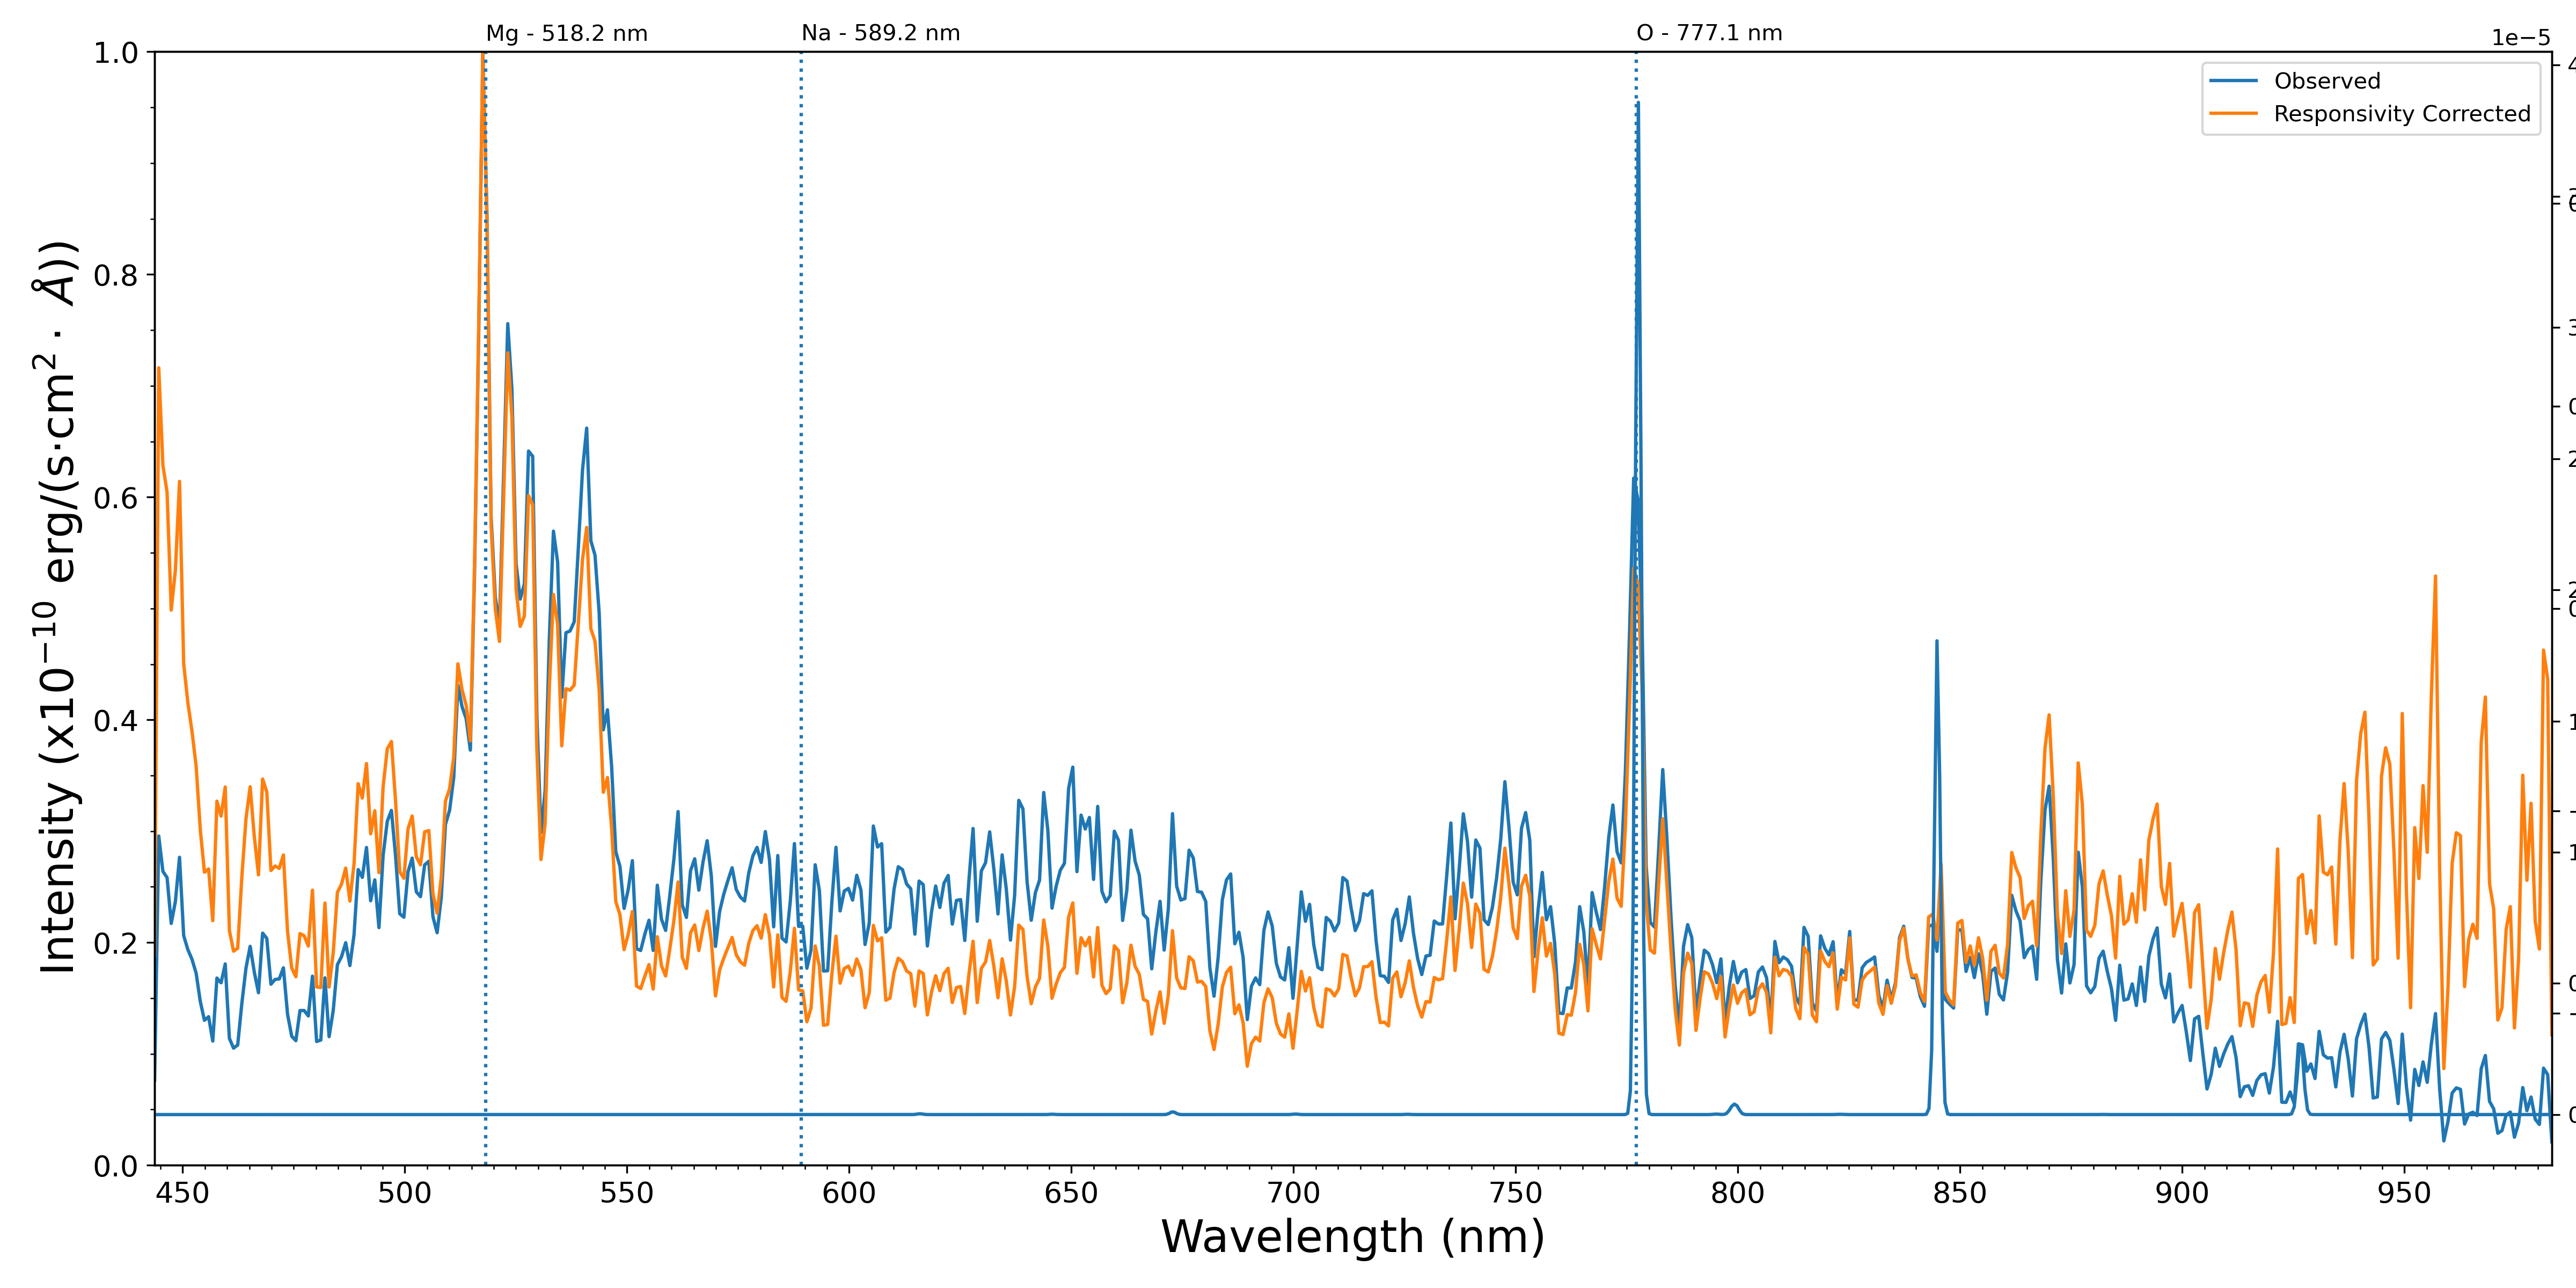 Mg - 518.2 nm
Na - 589.2 nm
O - 777.1 nm
1e−5
1.0
0.8
0.6
0.4
0.2
0.0
Intensity (x10⁻¹⁰ erg/(s·cm² · Å))
Observed
Responsivity Corrected
450 500 550 600 650 700 750 800 850 900 950
Wavelength (nm)